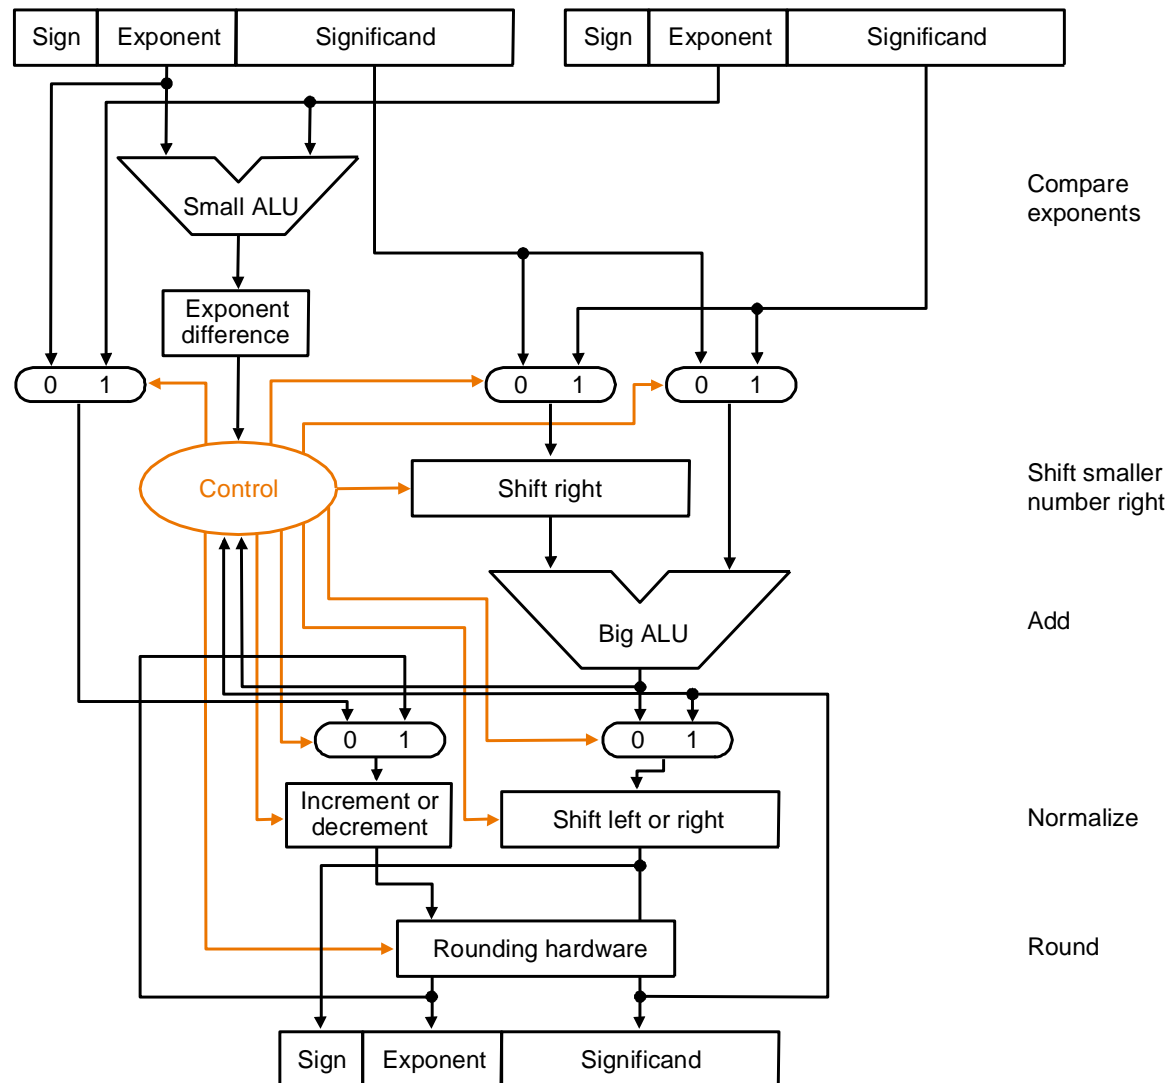 Sign Exponent Significand Sign Exponent Significand
Small ALU
Compare
exponents
Exponent
difference
0 1 0 1 0 1
Control
Shift right
Shift smaller
number right
Big ALU
Add
0 1 0 1
Increment or
decrement
Shift left or right
Normalize
Rounding hardware
Round
Sign Exponent Significand